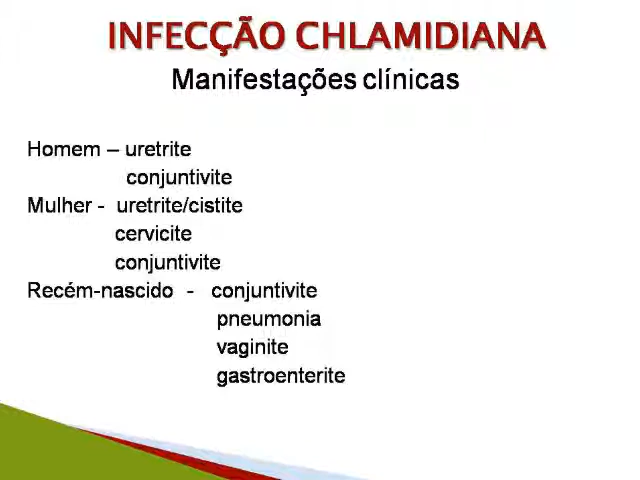 INFECÇÃO CHLAMIDIANA
Manifestações clínicas
Homem – uretrite
conjuntivite
Mulher - uretrite/cistite
cervicite
conjuntivite
Recém-nascido - conjuntivite
pneumonia
vaginite
gastroenterite